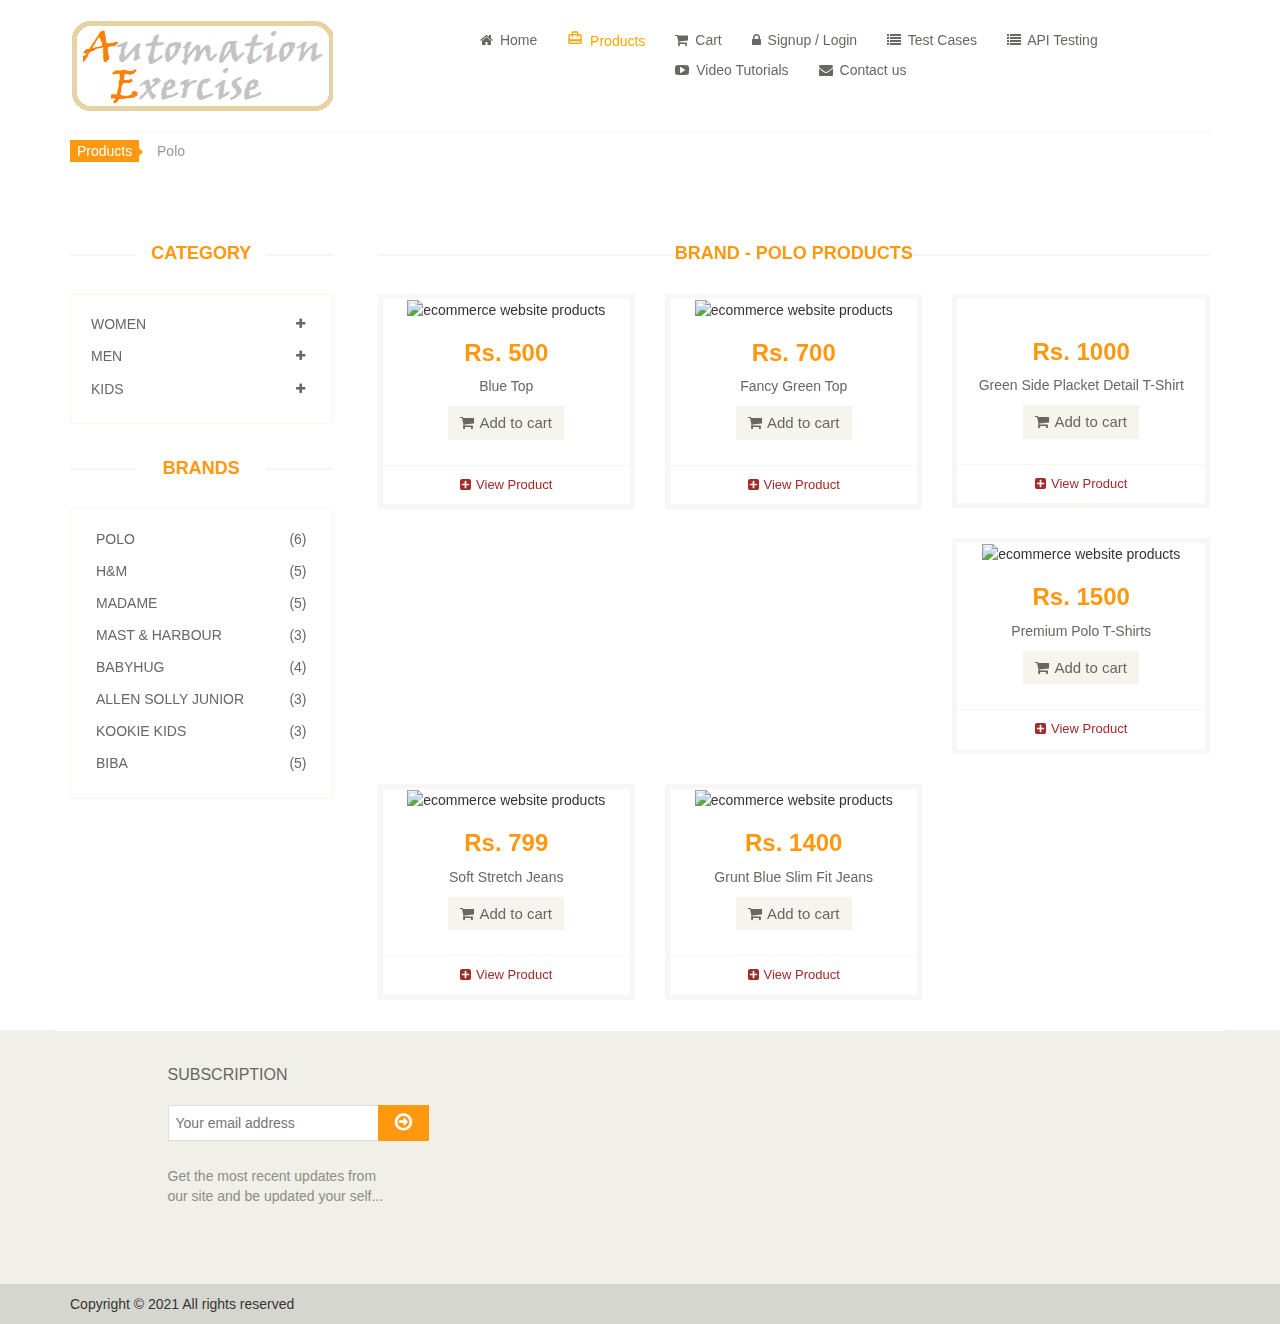 Automation
Exercise
Home
Products
Cart
Signup / Login
Test Cases
API Testing
Video Tutorials
Contact us
Products
Polo
CATEGORY
WOMEN
MEN
KIDS
BRANDS
POLO (6)
H&M (5)
MADAME (5)
MAST & HARBOUR (3)
BABYHUG (4)
ALLEN SOLLY JUNIOR (3)
KOOKIE KIDS (3)
BIBA (5)
BRAND - POLO PRODUCTS
ecommerce website products
Rs. 500
Blue Top
Add to cart
View Product
ecommerce website products
Rs. 700
Fancy Green Top
Add to cart
View Product
Rs. 1000
Green Side Placket Detail T-Shirt
Add to cart
View Product
ecommerce website products
Rs. 1500
Premium Polo T-Shirts
Add to cart
View Product
ecommerce website products
Rs. 799
Soft Stretch Jeans
Add to cart
View Product
ecommerce website products
Rs. 1400
Grunt Blue Slim Fit Jeans
Add to cart
View Product
SUBSCRIPTION
Your email address
Get the most recent updates from
our site and be updated your self...
Copyright © 2021 All rights reserved